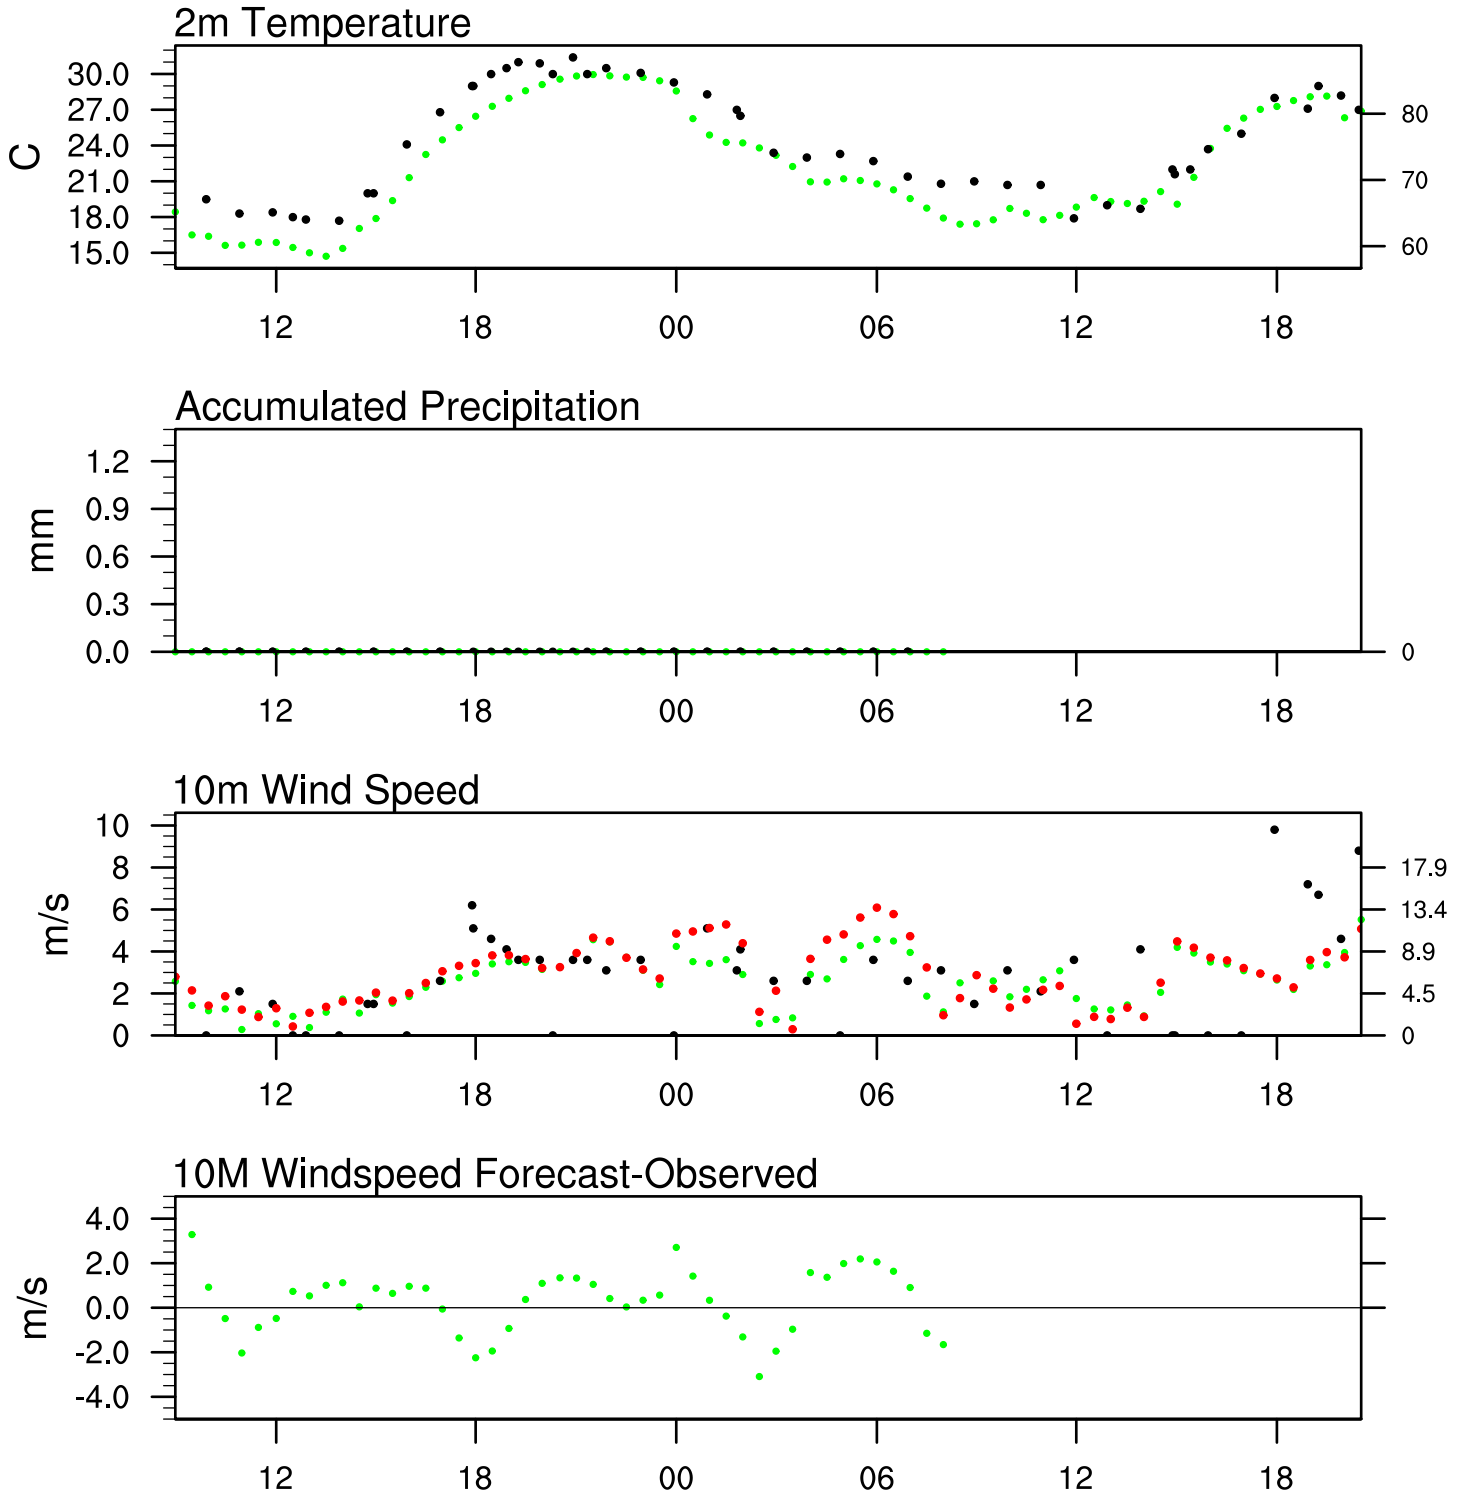 2m Temperature
C
30.0
27.0
24.0
21.0
18.0
15.0
80
70
60
12 18 00 06 12 18
Accumulated Precipitation
mm
1.2
0.9
0.6
0.3
0.0
0
12 18 00 06 12 18
10m Wind Speed
m/s
10
8
6
4
2
0
17.9
13.4
8.9
4.5
0
12 18 00 06 12 18
10M Windspeed Forecast-Observed
m/s
4.0
2.0
0.0
-2.0
-4.0
12 18 00 06 12 18